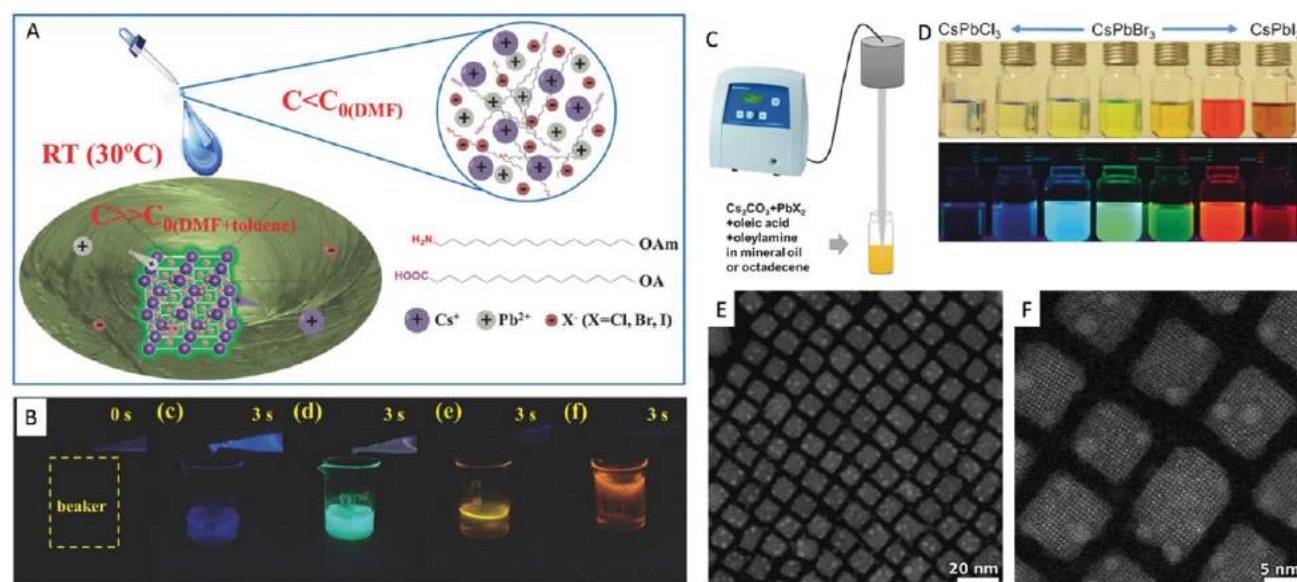 A
C<C0(DMF)
RT (30°C)
C>>C0(DMF+toluene)
H2N
OAm
HOOC
OA
Cs+
Pb2+
X- (X=Cl, Br, I)
B
0 s
(c)
3 s
(d)
3 s
(e)
3 s
(f)
3 s
beaker
C
Cs2CO3+PbX2
+oleic acid
+oleylamine
in mineral oil
or octadecene
D
CsPbCl3
CsPbBr3
CsPbI
E
20 nm
F
5 nm